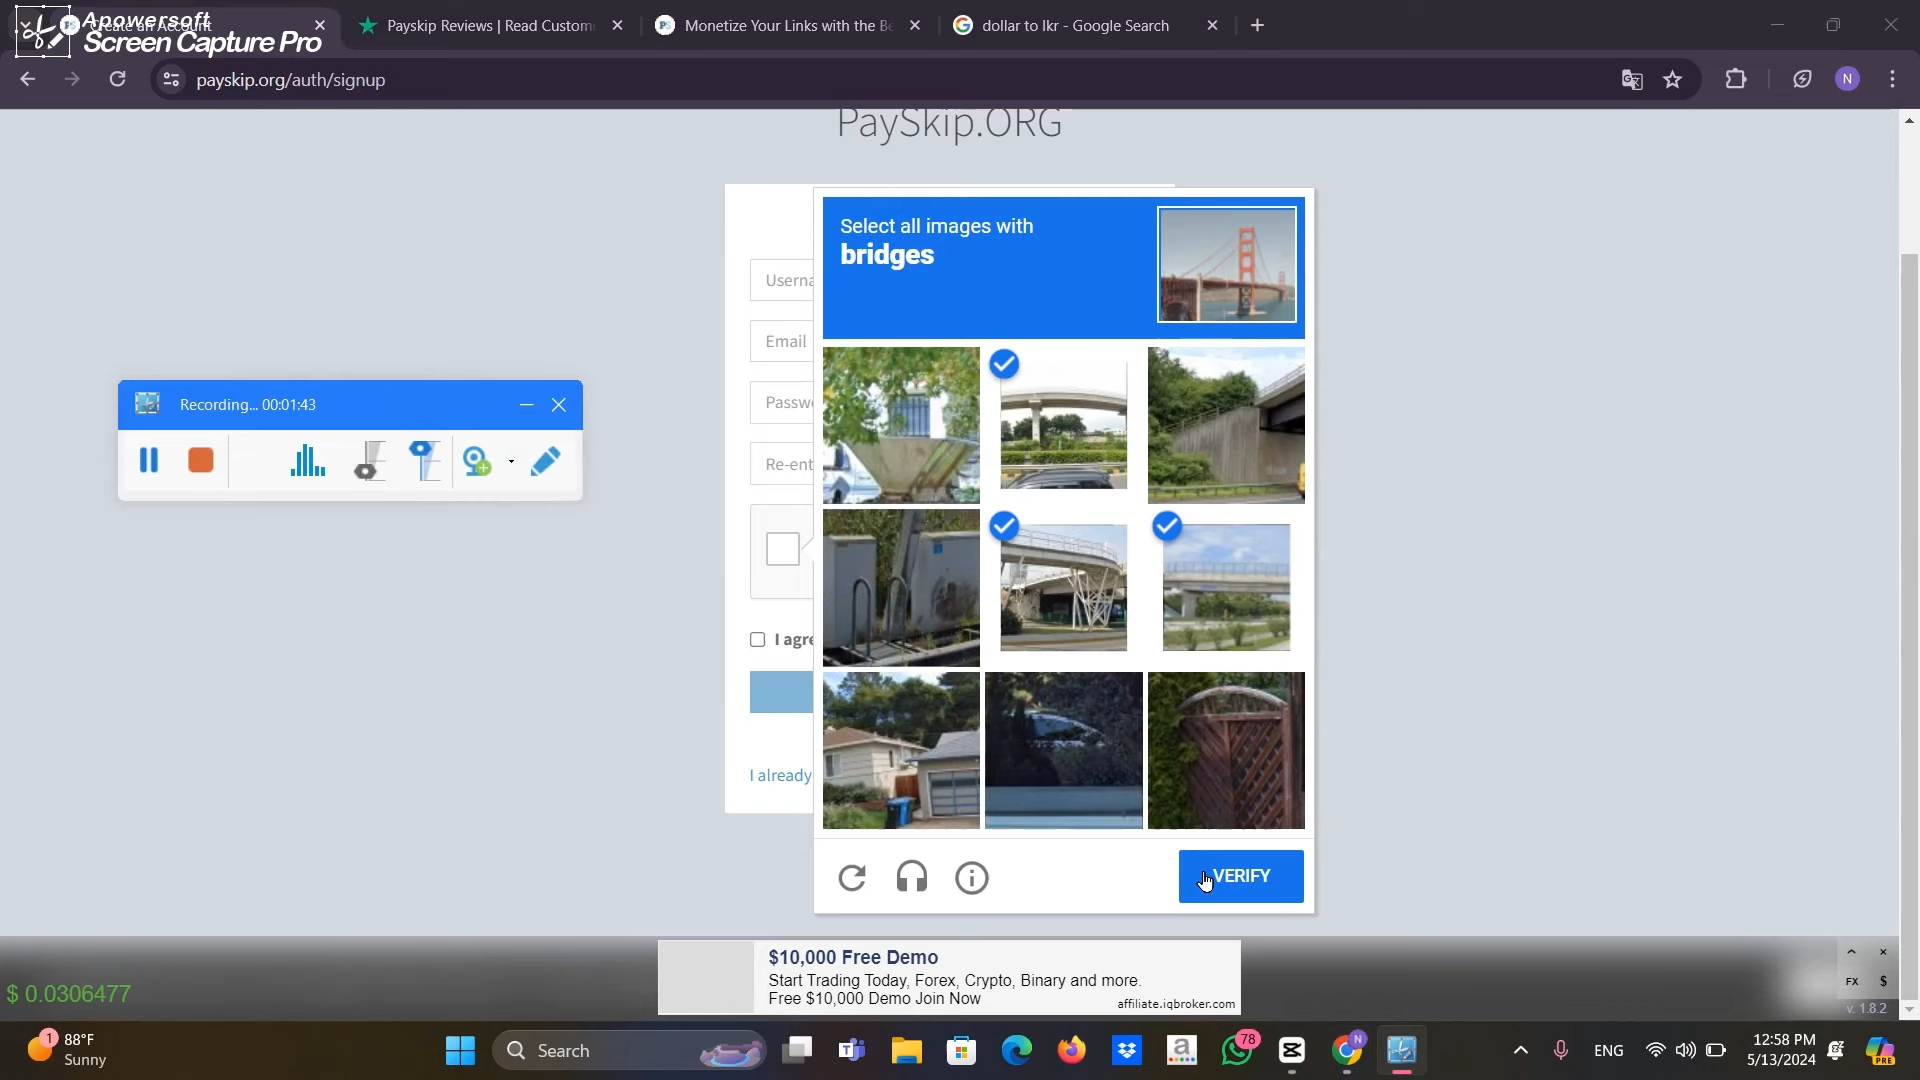 Apowersoft
Screen Capture Pro
Payskip Reviews | Read Custom
Monetize Your Links with the Be
dollar to lkr - Google Search
payskip.org/auth/signup
N
PaySkip.ORG
Select all images with
bridges
Userna
Email
Passw
Re-ent
I agre
I already
Recording... 00:01:43
VERIFY
$10,000 Free Demo
Start Trading Today, Forex, Crypto, Binary and more.
Free $10,000 Demo Join Now
affiliate.iqbroker.com
$ 0.0306477
FX $
v. 1.8.2
1
88°F
Sunny
Search
78
N
ENG
12:58 PM
5/13/2024
PRE